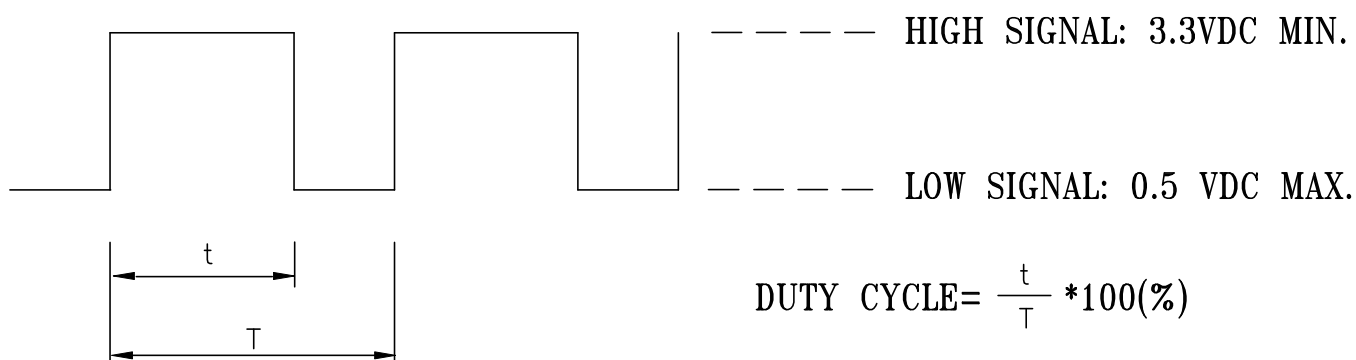 HIGH SIGNAL: 3.3VDC MIN.
LOW SIGNAL: 0.5 VDC MAX.
t
T
DUTY CYCLE= t/T *100(%)